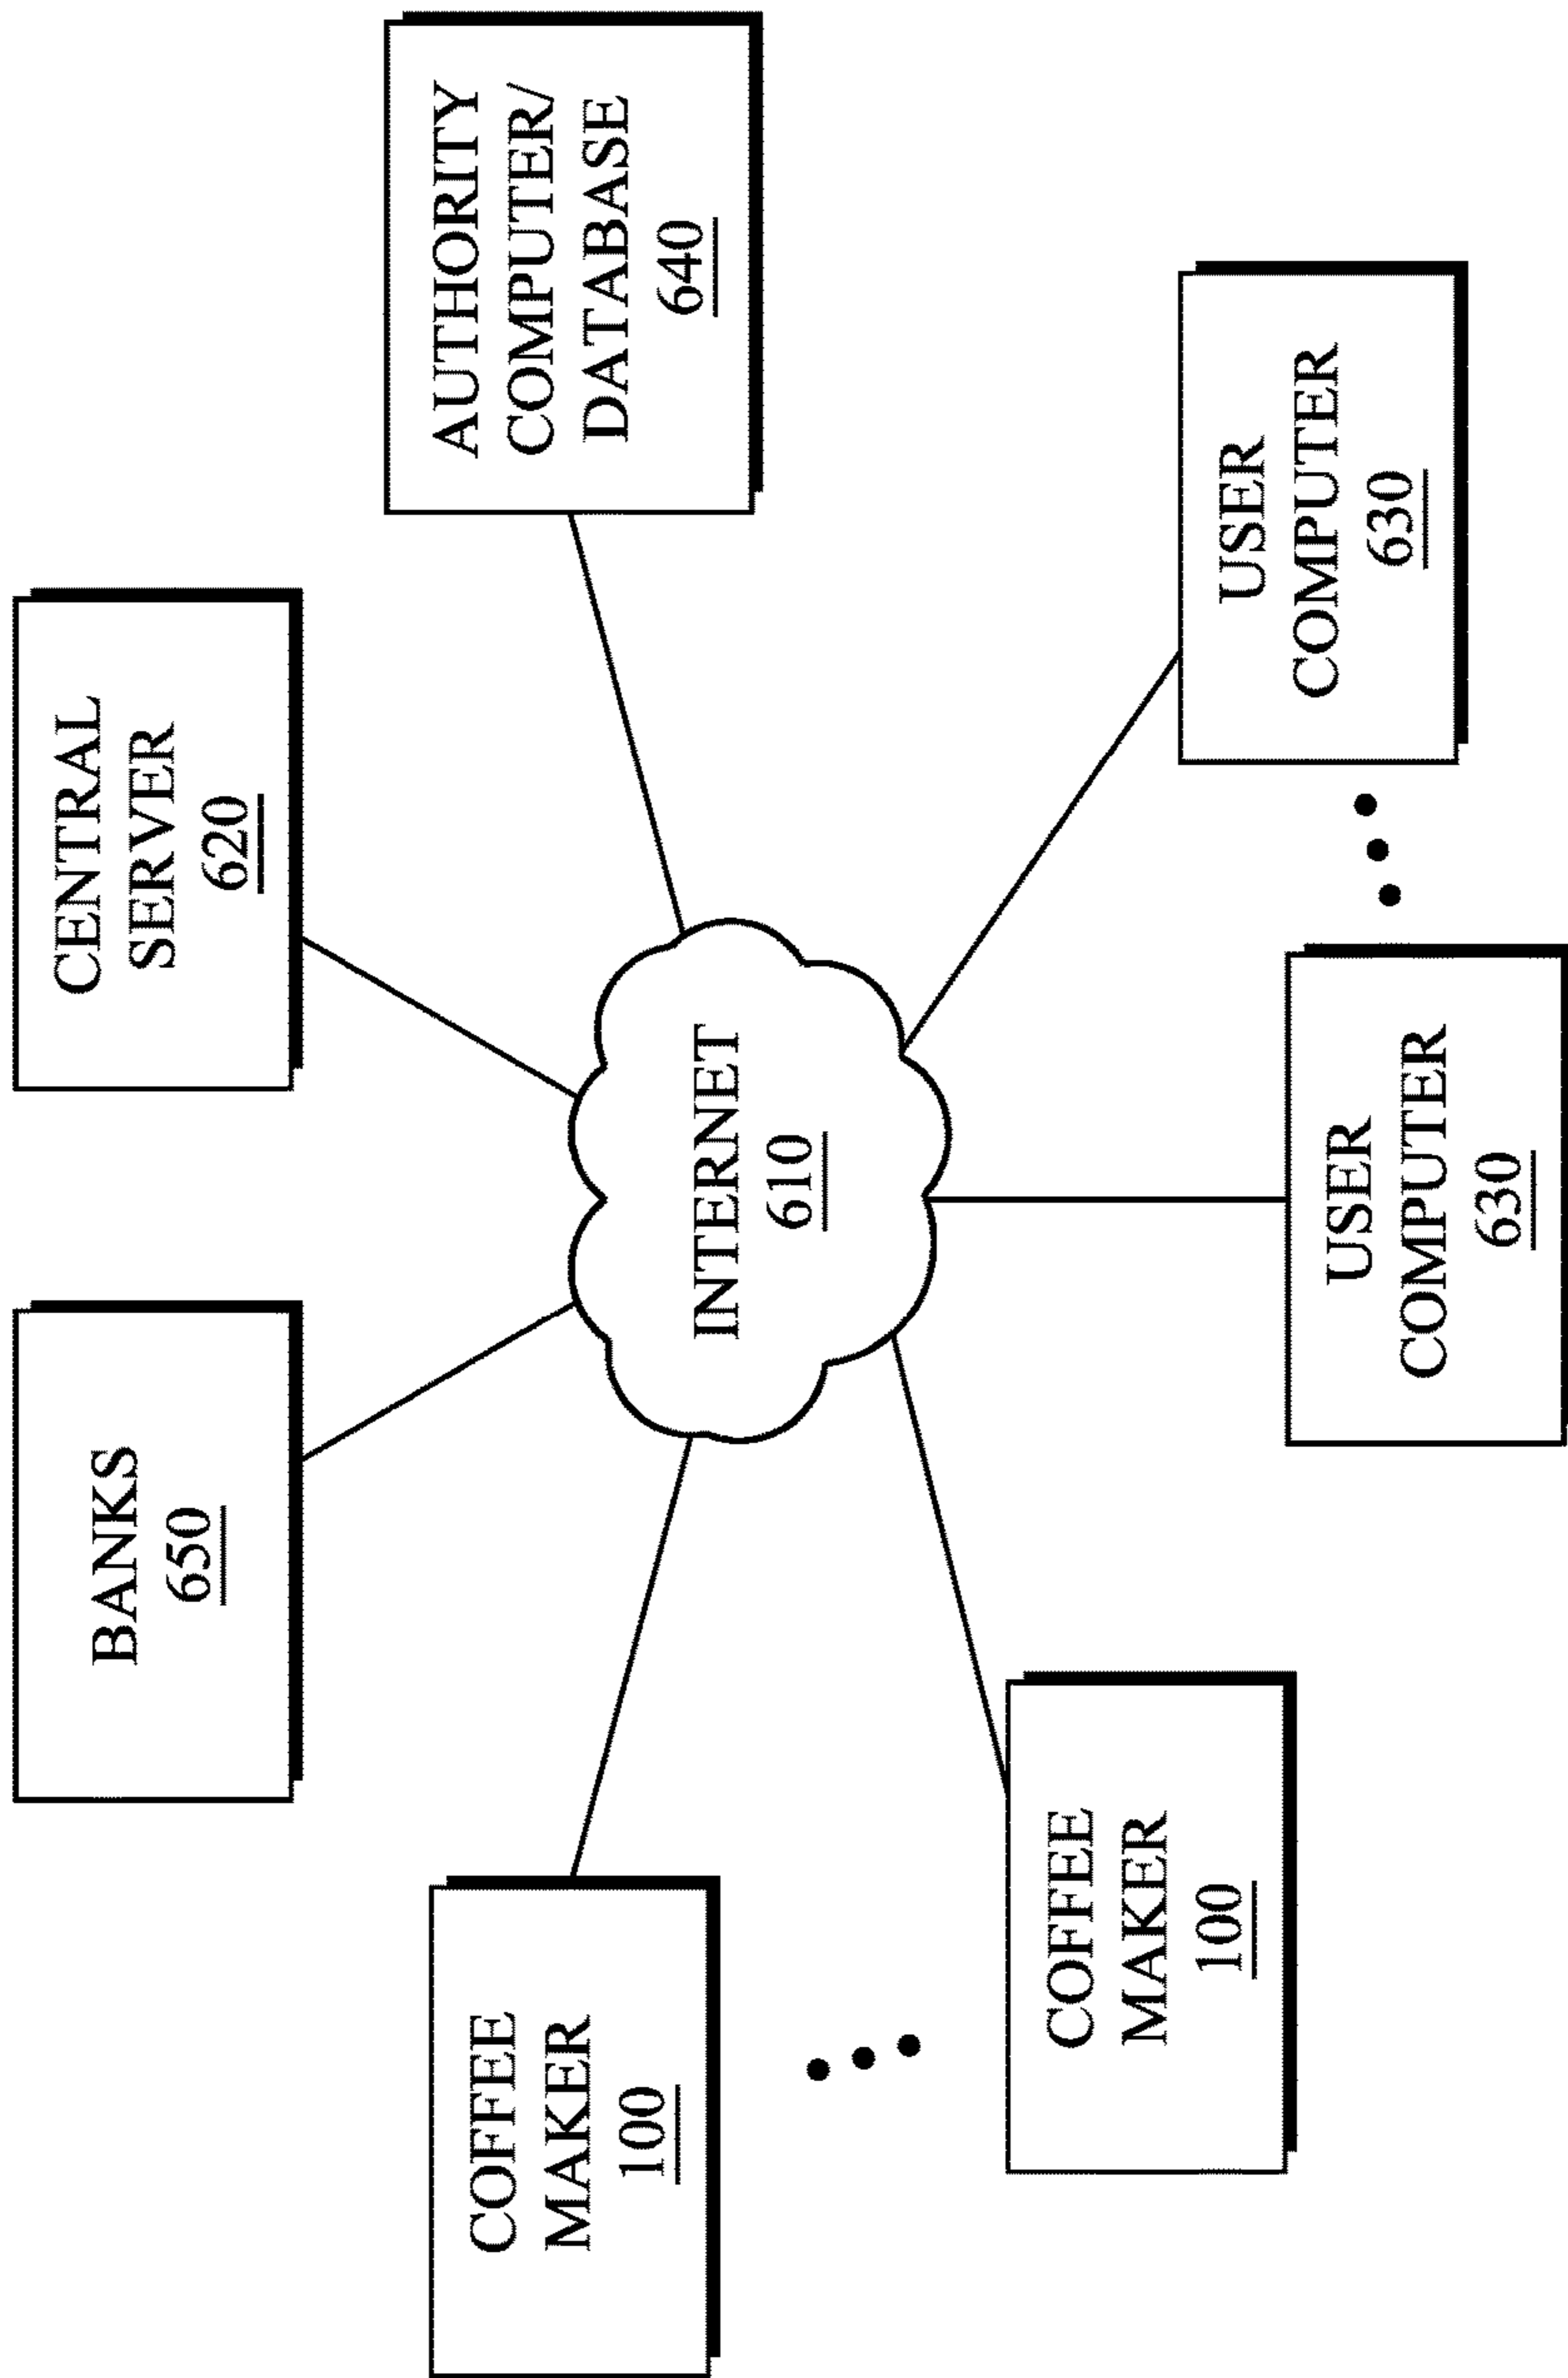 BANKS
650
CENTRAL
SERVER
620
COFFEE
MAKER
100
INTERNET
610
AUTHORITY
COMPUTER/
DATABASE
640
COFFEE
MAKER
100
USER
COMPUTER
630
USER
COMPUTER
630